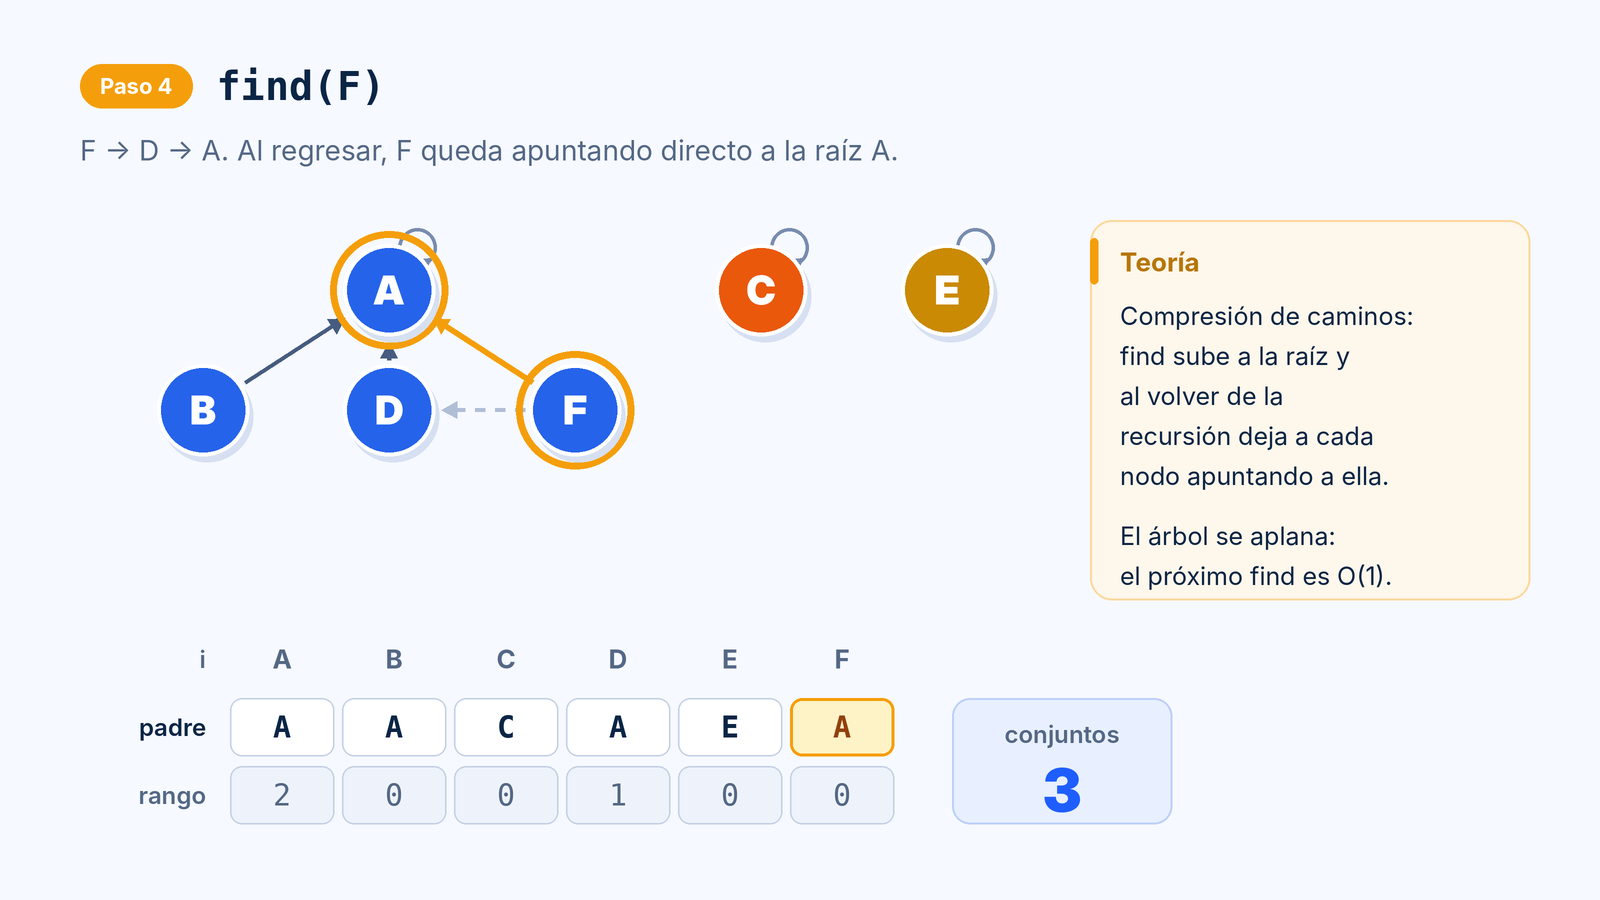 Paso 4 find(F)
F → D → A. Al regresar, F queda apuntando directo a la raíz A.
A C E
B D F
Teoría
Compresión de caminos:
find sube a la raíz y
al volver de la
recursión deja a cada
nodo apuntando a ella.
El árbol se aplana:
el próximo find es O(1).
i A B C D E F
padre A A C A E A
rango 2 0 0 1 0 0
conjuntos
3